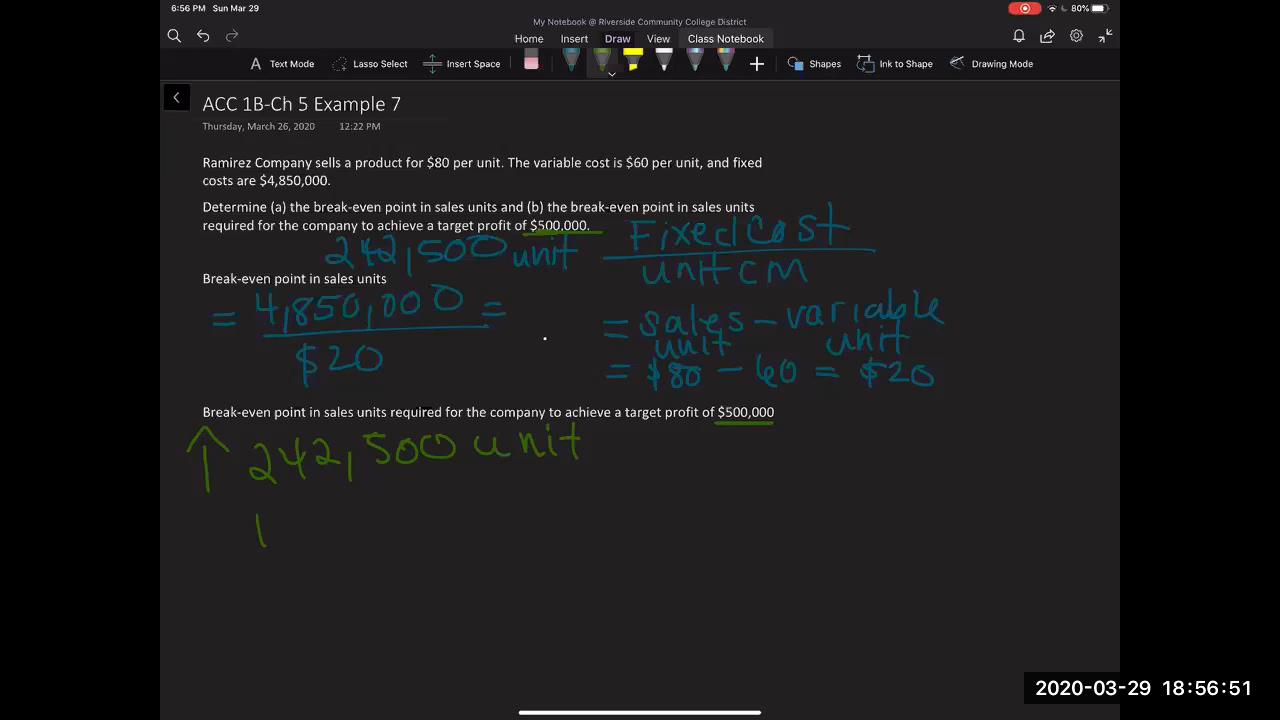 6:56 PM Sun Mar 29
80%
My Notebook @ Riverside Community College District
Home Insert Draw View Class Notebook
A Text Mode Lasso Select Insert Space Shapes Ink to Shape Drawing Mode
ACC 1B-Ch 5 Example 7
Thursday, March 26, 2020 12:22 PM
Ramirez Company sells a product for $80 per unit. The variable cost is $60 per unit, and fixed
costs are $4,850,000.
Determine (a) the break-even point in sales units and (b) the break-even point in sales units
required for the company to achieve a target profit of $500,000.
242,500 unit
Fixed Cost
unit CM
Break-even point in sales units
= 4,850,000 =
$20
= sales - variable
unit unit
= $80 - 60 = $20
Break-even point in sales units required for the company to achieve a target profit of $500,000
↑ 242,500 unit
2020-03-29 18:56:51